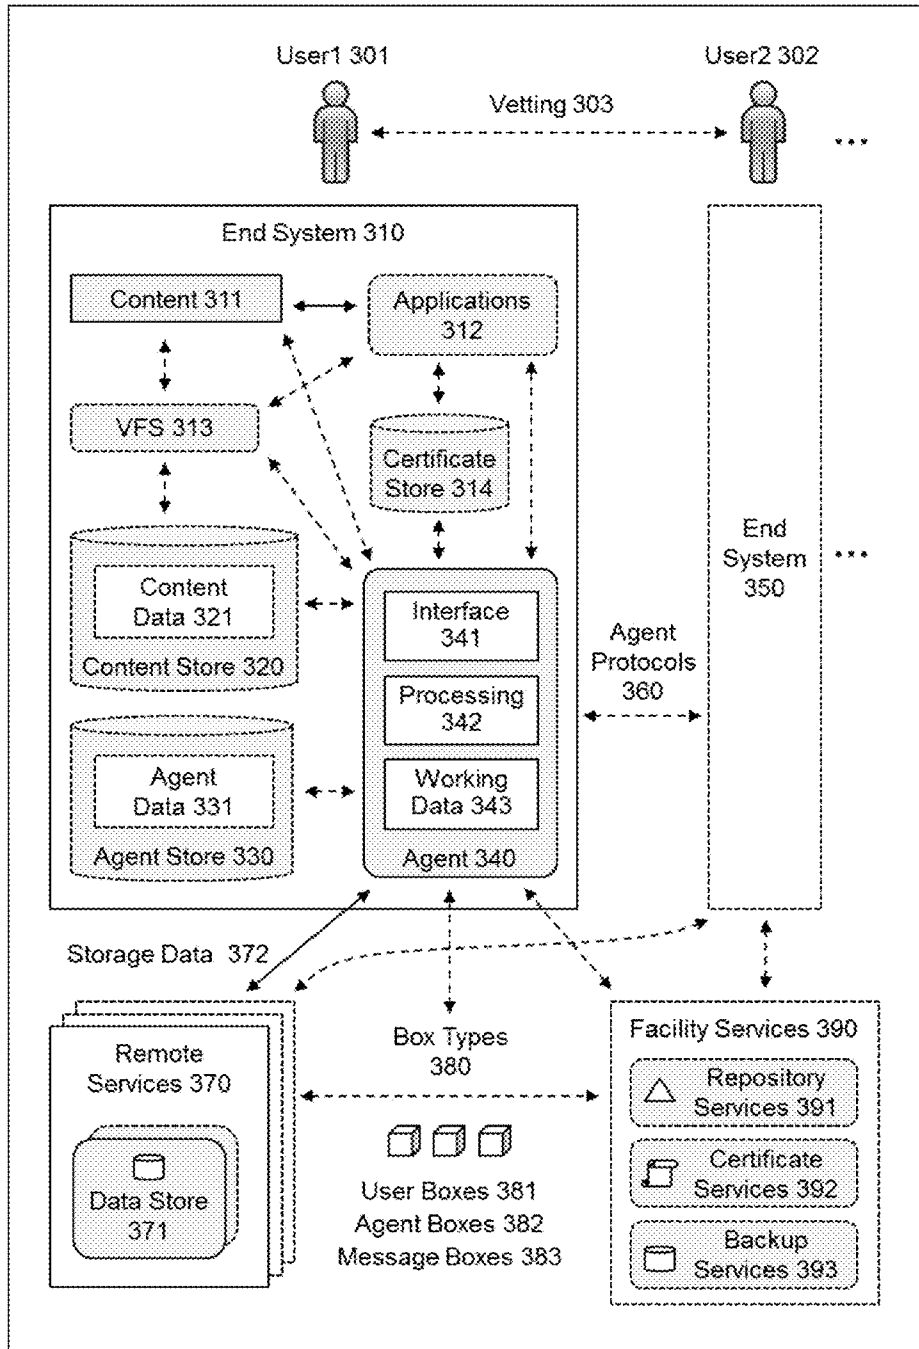 User1 301
User2 302
Vetting 303
...
End System 310
Content 311
Applications
312
VFS 313
Certificate
Store 314
Content
Data 321
Content Store 320
Interface
341
Processing
342
Working
Data 343
Agent 340
Agent
Data 331
Agent Store 330
Agent
Protocols
360
End
System
350
...
Storage Data 372
Remote
Services 370
Data Store
371
Box Types
380
User Boxes 381
Agent Boxes 382
Message Boxes 383
Facility Services 390
Repository
Services 391
Certificate
Services 392
Backup
Services 393